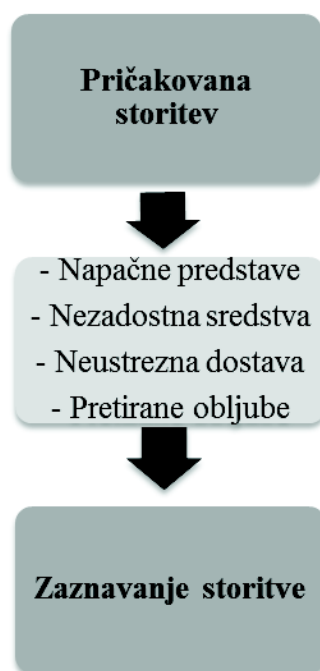 Pričakovana
storitev
- Napačne predstave
- Nezadostna sredstva
- Neustrezna dostava
- Pretirane obljube
Zaznavanje storitve